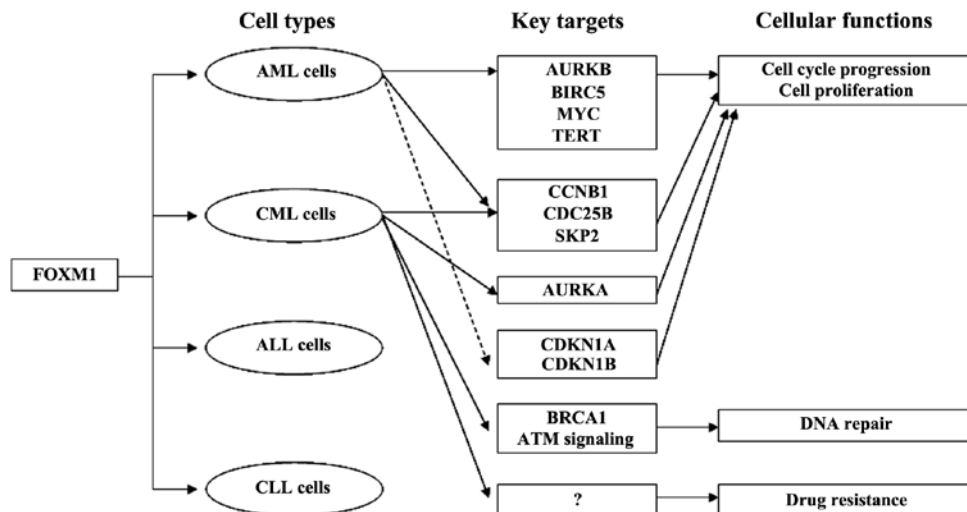 Cell types
Key targets
Cellular functions
FOXM1
AML cells
CML cells
ALL cells
CLL cells
AURKB
BIRC5
MYC
TERT
CCNB1
CDC25B
SKP2
AURKA
CDKN1A
CDKN1B
BRCA1
ATM signaling
?
Cell cycle progression
Cell proliferation
DNA repair
Drug resistance